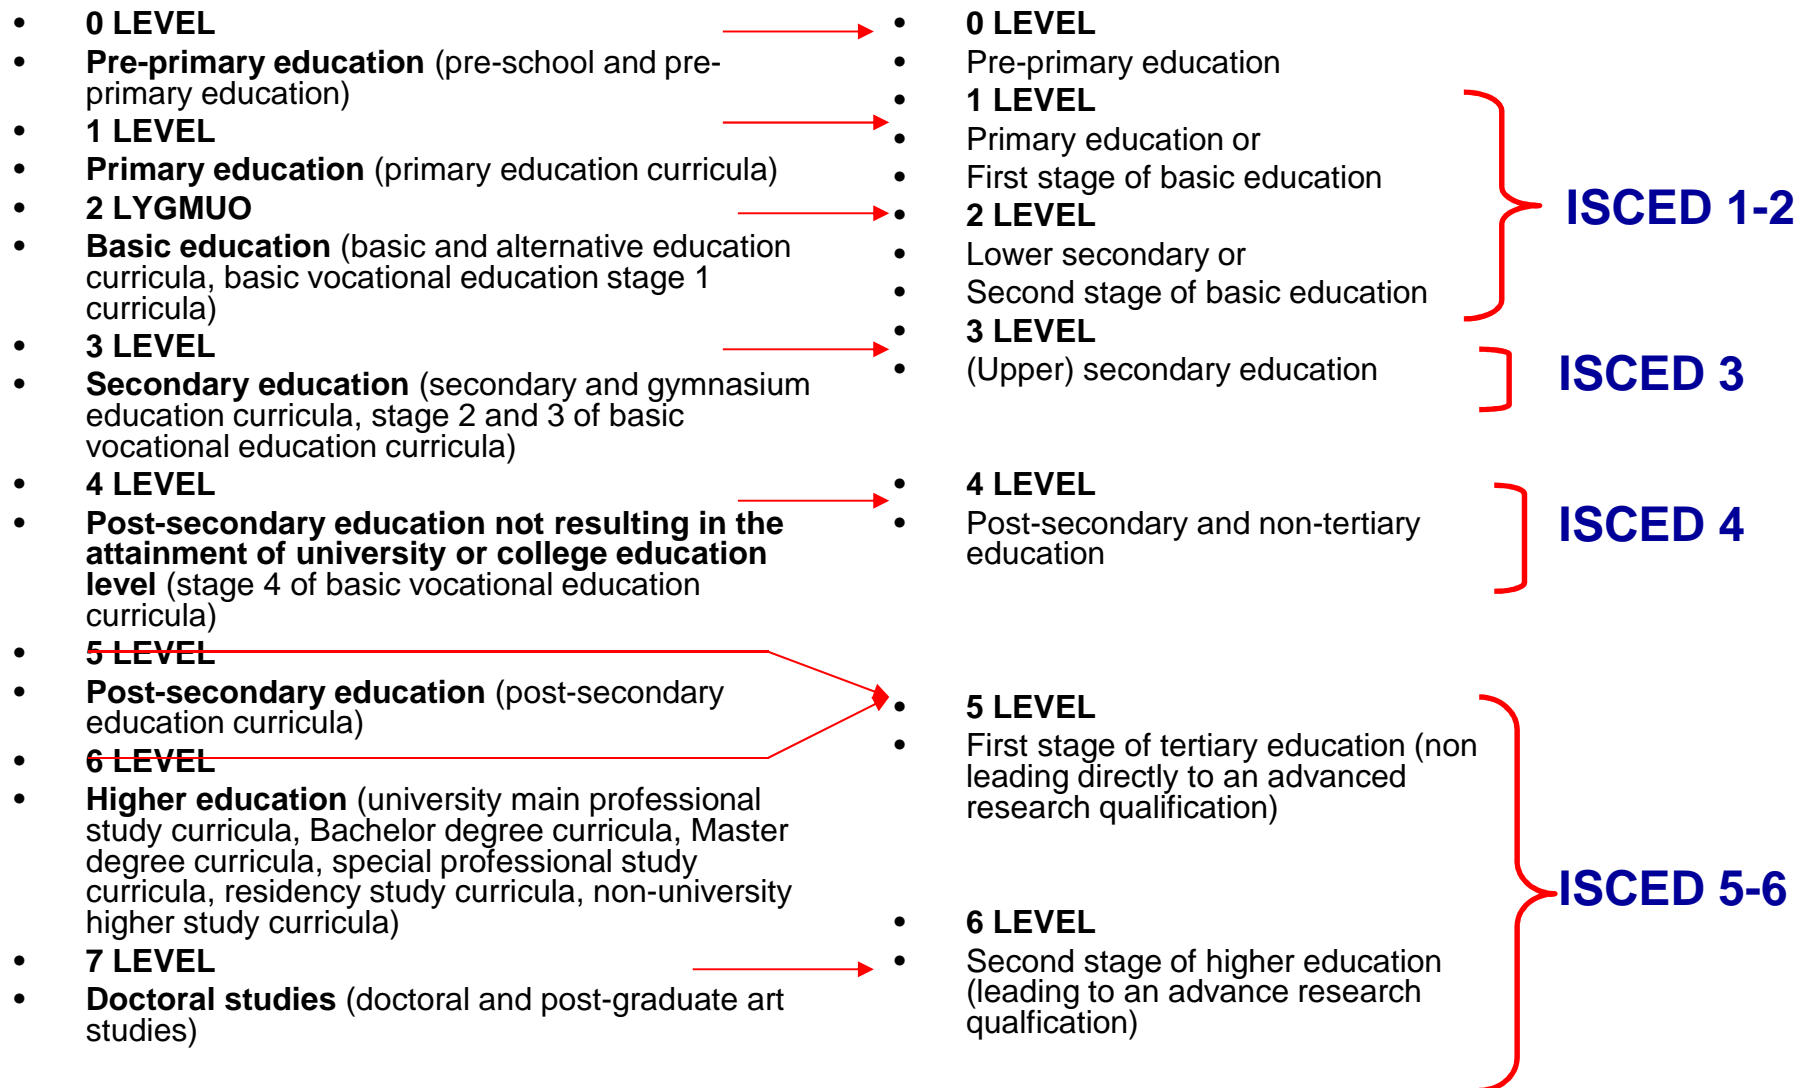 • 0 LEVEL
• Pre-primary education (pre-school and pre-
primary education)
• 1 LEVEL
• Primary education (primary education curricula)
• 2 LYGMUO
• Basic education (basic and alternative education
curricula, basic vocational education stage 1
curricula)
• 3 LEVEL
• Secondary education (secondary and gymnasium
education curricula, stage 2 and 3 of basic
vocational education curricula)
• 4 LEVEL
• Post-secondary education not resulting in the
attainment of university or college education
level (stage 4 of basic vocational education
curricula)
• 5 LEVEL
• Post-secondary education (post-secondary
education curricula)
• 6 LEVEL
• Higher education (university main professional
study curricula, Bachelor degree curricula, Master
degree curricula, special professional study
curricula, residency study curricula, non-university
higher study curricula)
• 7 LEVEL
• Doctoral studies (doctoral and post-graduate art
studies)
• 0 LEVEL
• Pre-primary education
• 1 LEVEL
• Primary education or
• First stage of basic education
• 2 LEVEL
• Lower secondary or
• Second stage of basic education
• 3 LEVEL
• (Upper) secondary education
• 4 LEVEL
• Post-secondary and non-tertiary
education
• 5 LEVEL
• First stage of tertiary education (non
leading directly to an advanced
research qualification)
• 6 LEVEL
• Second stage of higher education
(leading to an advance research
qualfication)
ISCED 1-2
ISCED 3
ISCED 4
ISCED 5-6